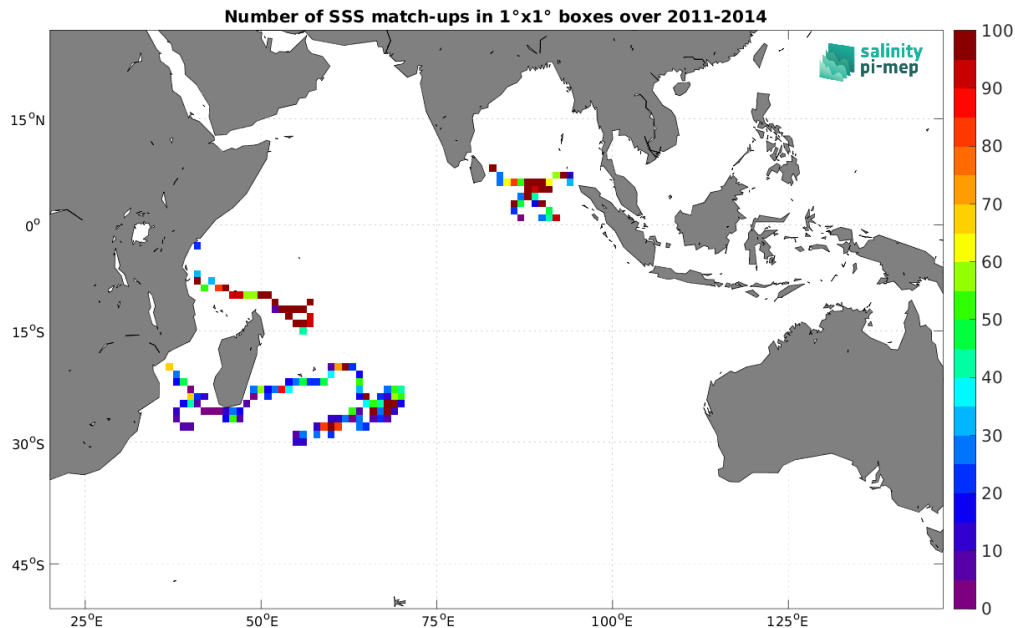 Number of SSS match-ups in 1°x1° boxes over 2011-2014
salinity
pi-mep
15°N
0°
15°S
30°S
45°S
25°E
50°E
75°E
100°E
125°E
100
90
80
70
60
50
40
30
20
10
0